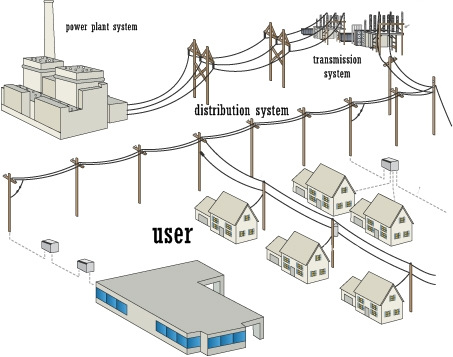 power plant system
transmission
system
distribution system
user